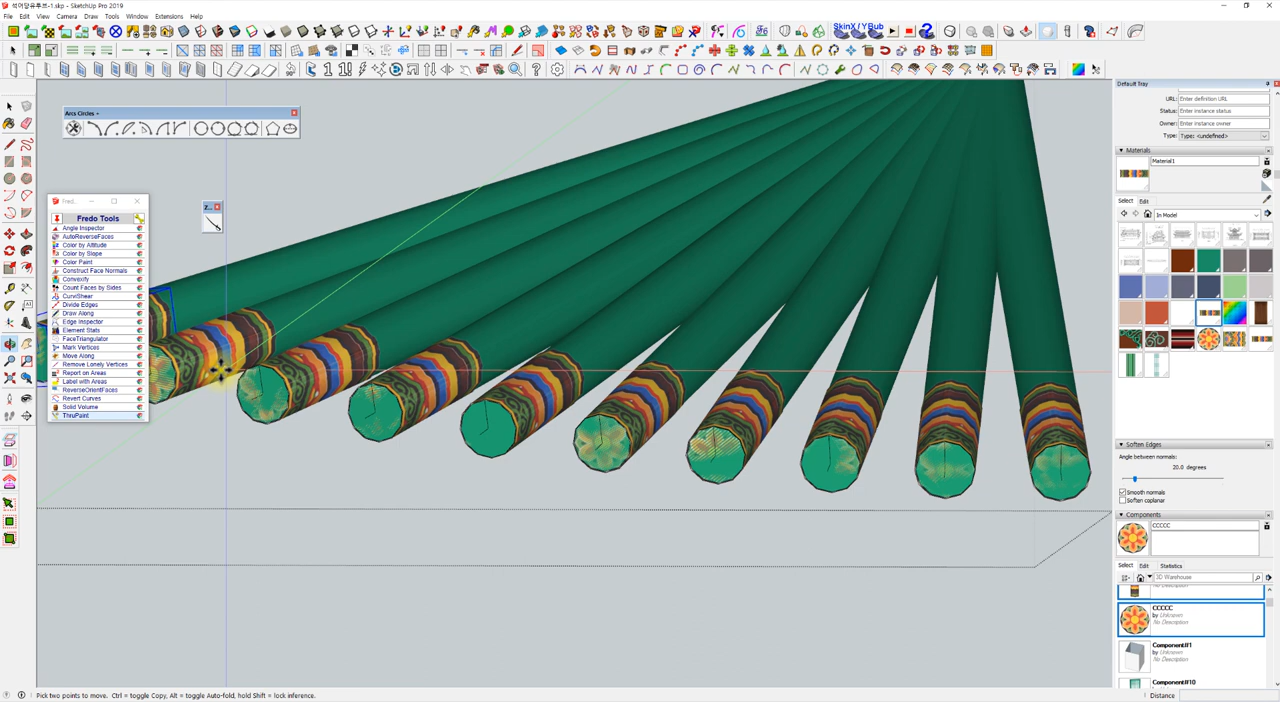 석어당유투브-1.skp - SketchUp Pro 2019
File Edit View Camera Draw Tools Window Extensions Help
SkinX/YBub
Arcs Circles +
Fred...
Z...
Fredo Tools
Angle Inspector
AutoReverseFaces
Color by Altitude
Color by Slope
Color Paint
Construct Face Normals
Convexify
Count Faces by Sides
CurviShear
Divide Edges
Draw Along
Edge Inspector
Element Stats
FaceTriangulator
Mark Vertices
Move Along
Remove Lonely Vertices
Report on Areas
Label with Areas
ReverseOrientFaces
Revert Curves
Solid Volume
ThruPaint
Default Tray
URL: Enter definition URL
Status: Enter instance status
Owner: Enter instance owner
Type: Type: <undefined>
Materials
Material1
Select Edit
In Model
Soften Edges
Angle between normals:
20.0 degrees
Smooth normals
Soften coplanar
Components
CCCCC
Select Edit Statistics
3D Warehouse
No Description
CCCCC
by Unknown
No Description
Component#1
by Unknown
No Description
Component#10
Pick two points to move. Ctrl = toggle Copy, Alt = toggle Auto-fold, hold Shift = lock inference.
Distance